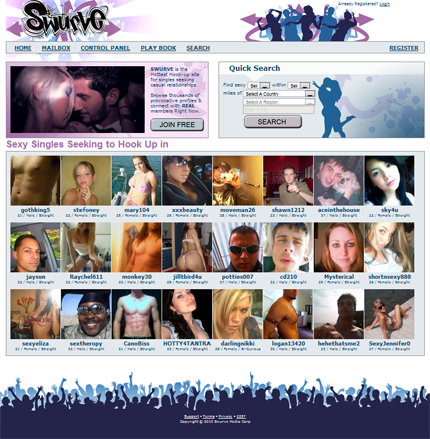 Swurve
Already Registered? Login
HOME MAILBOX CONTROL PANEL PLAY BOOK SEARCH REGISTER
SWURVE is the
Hottest Hook-up site
for singles seeking
casual relationships.
Browse thousands of
provocative profiles &
connect with REAL
members Right Now.
JOIN FREE
Quick Search
Find sexy within
miles of Select A Country
Select A Region
SEARCH
Sexy Singles Seeking to Hook Up in
gothking5 stefoney mary104 xxxbeauty moveman26 shawn1212 aceinthehouse sky4u
jaysun Raychel611 monkey30 jilltbird4u potties007 cd210 Mysterical shortnsexy888
sexyeliza sextheropy CanoBiss HOTTY4TANTRA darlingnikki logan13420 hehethatsme2 SexyJennifer0
Support • Terms • Privacy • 2257
Copyright © 2010 Swurve Media Corp